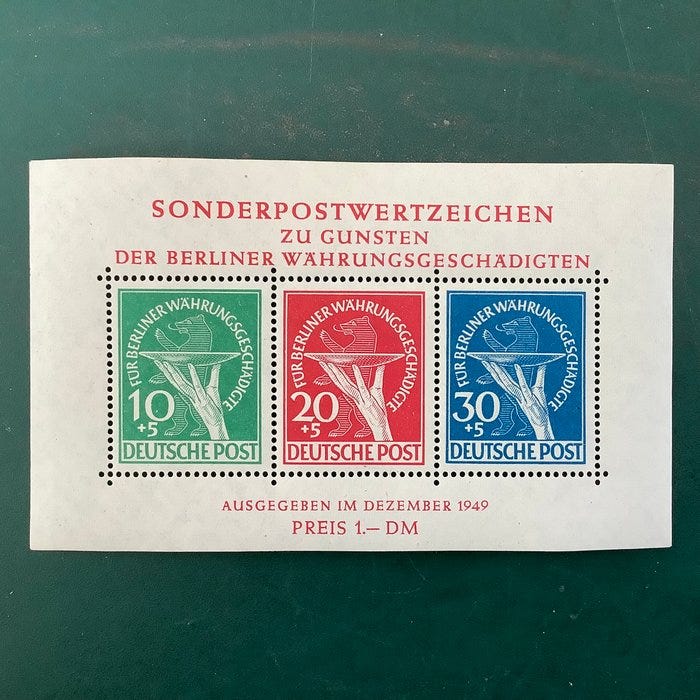 SONDERPOSTWERTZEICHEN
ZU GUNSTEN
DER BERLINER WÄHRUNGSGESCHÄDIGTEN
FÜR BERLINER WÄHRUNGSGESCHÄDIGTE
10
+5
DEUTSCHE POST
FÜR BERLINER WÄHRUNGSGESCHÄDIGTE
20
+5
DEUTSCHE POST
FÜR BERLINER WÄHRUNGSGESCHÄDIGTE
30
+5
DEUTSCHE POST
AUSGEGEBEN IM DEZEMBER 1949
PREIS 1.— DM